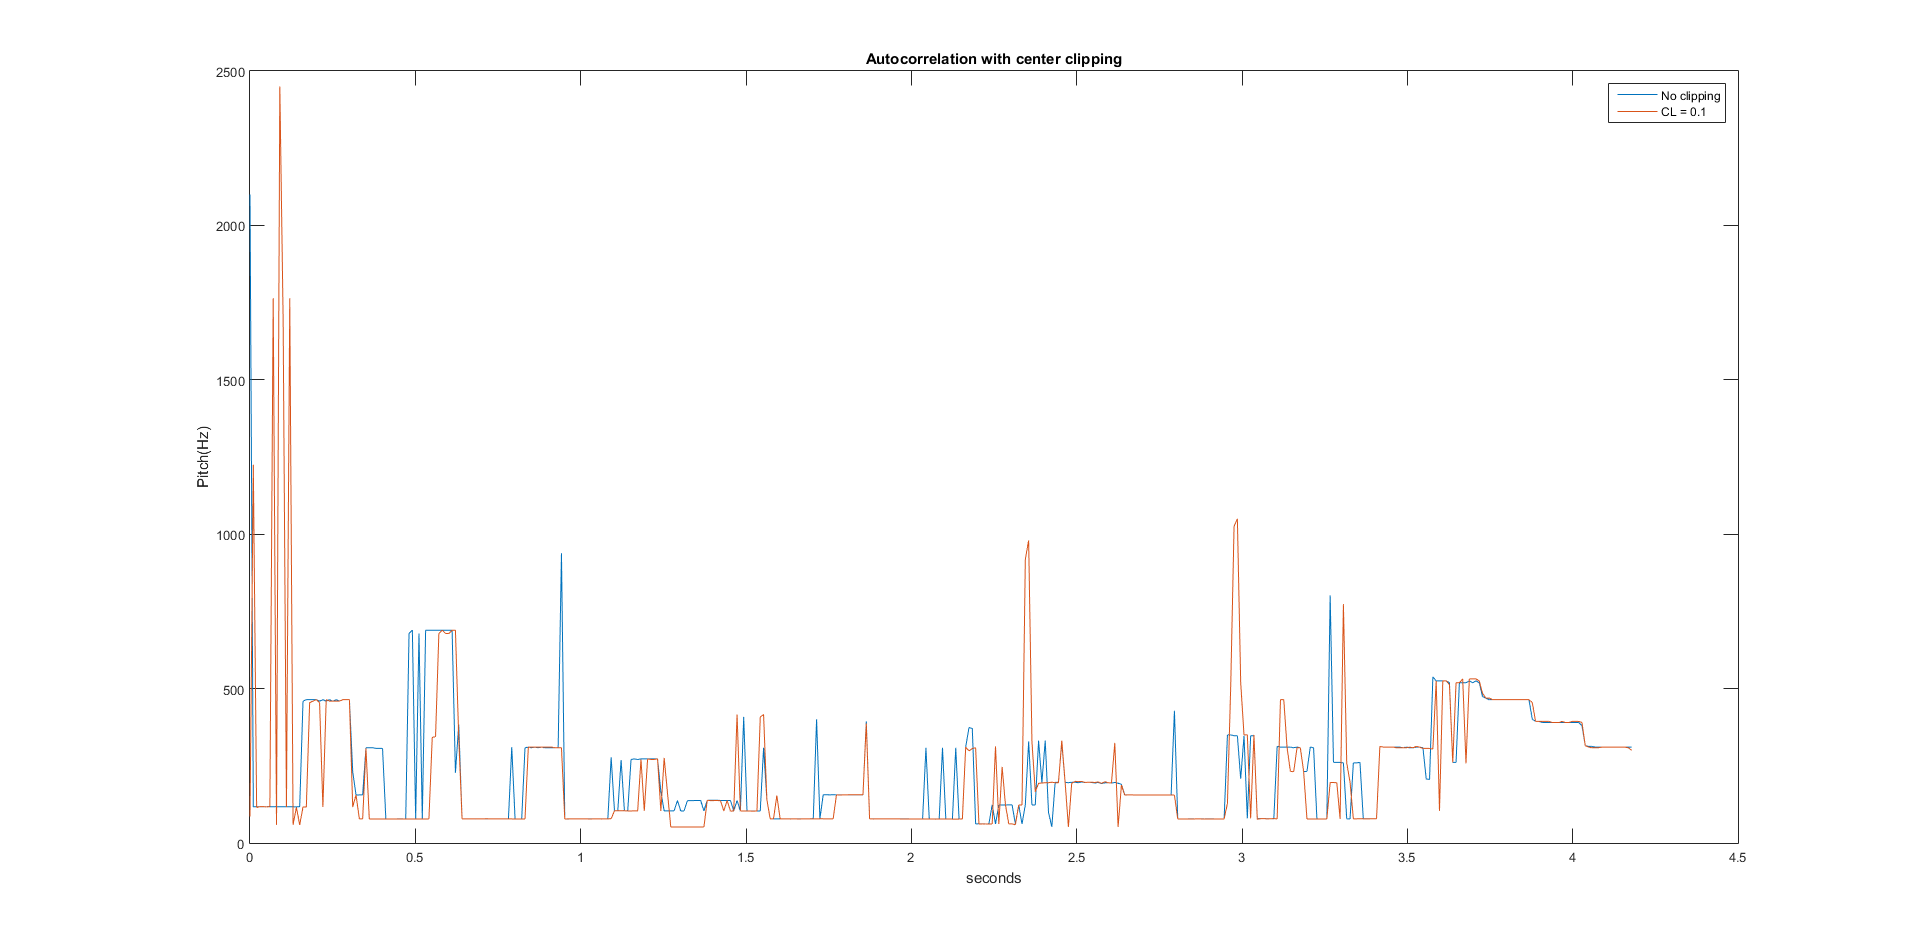 Autocorrelation with center clipping
No clipping
CL = 0.1
2500
2000
1500
1000
500
0
Pitch(Hz)
0 0.5 1 1.5 2 2.5 3 3.5 4 4.5
seconds